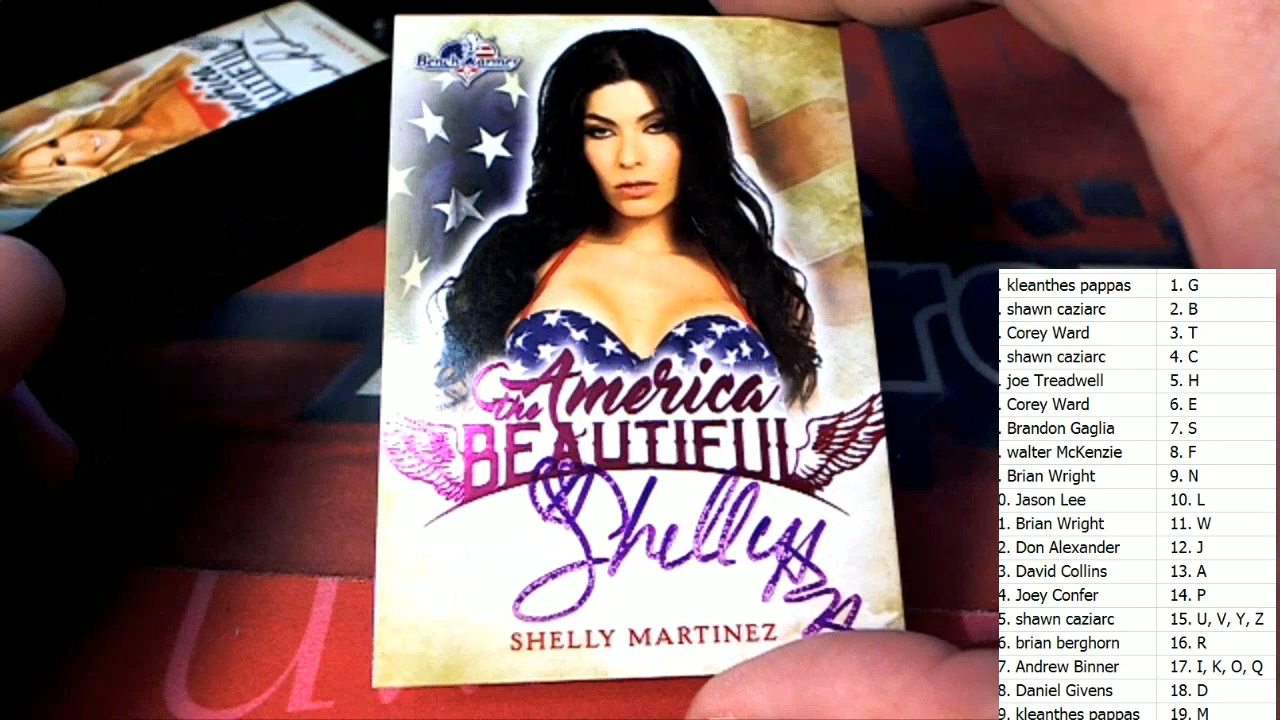 Bench Warmer
America
the
BEAUTIFUL
Shelly
SHELLY MARTINEZ
. kleanthes pappas 1. G
. shawn caziarc 2. B
. Corey Ward 3. T
. shawn caziarc 4. C
. joe Treadwell 5. H
. Corey Ward 6. E
. Brandon Gaglia 7. S
. walter McKenzie 8. F
. Brian Wright 9. N
0. Jason Lee 10. L
1. Brian Wright 11. W
2. Don Alexander 12. J
3. David Collins 13. A
4. Joey Confer 14. P
5. shawn caziarc 15. U, V, Y, Z
6. brian berghorn 16. R
7. Andrew Binner 17. I, K, O, Q
8. Daniel Givens 18. D
9. kleanthes pappas 19. M